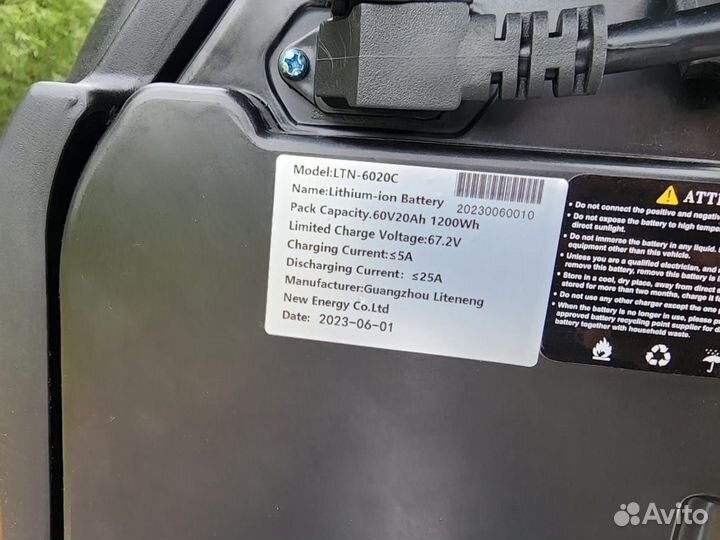 Model:LTN-6020C
Name:Lithium-ion Battery
20230060010
Pack Capacity.60V20Ah 1200Wh
Limited Charge Voltage:67.2V
Charging Current:≤5A
Discharging Current: ≤25A
Manufacturer:Guangzhou Liteneng
New Energy Co.Ltd
Date: 2023-06-01
• Do not connect the positive and
• Do not expose the battery to high
direct sunlight.
• Do not immerse the battery in any liquid.
equipment other than this vehicle.
• Unless you are a qualified electrician, and
remove this battery, remove this battery is
• Store in a cool, dry place, away from direct
stored for more than two months, charge it
• Do not use any other charger except the one
• When the battery is no longer in use, please
approved battery recycling point supplier for
battery together with household waste.
Avito